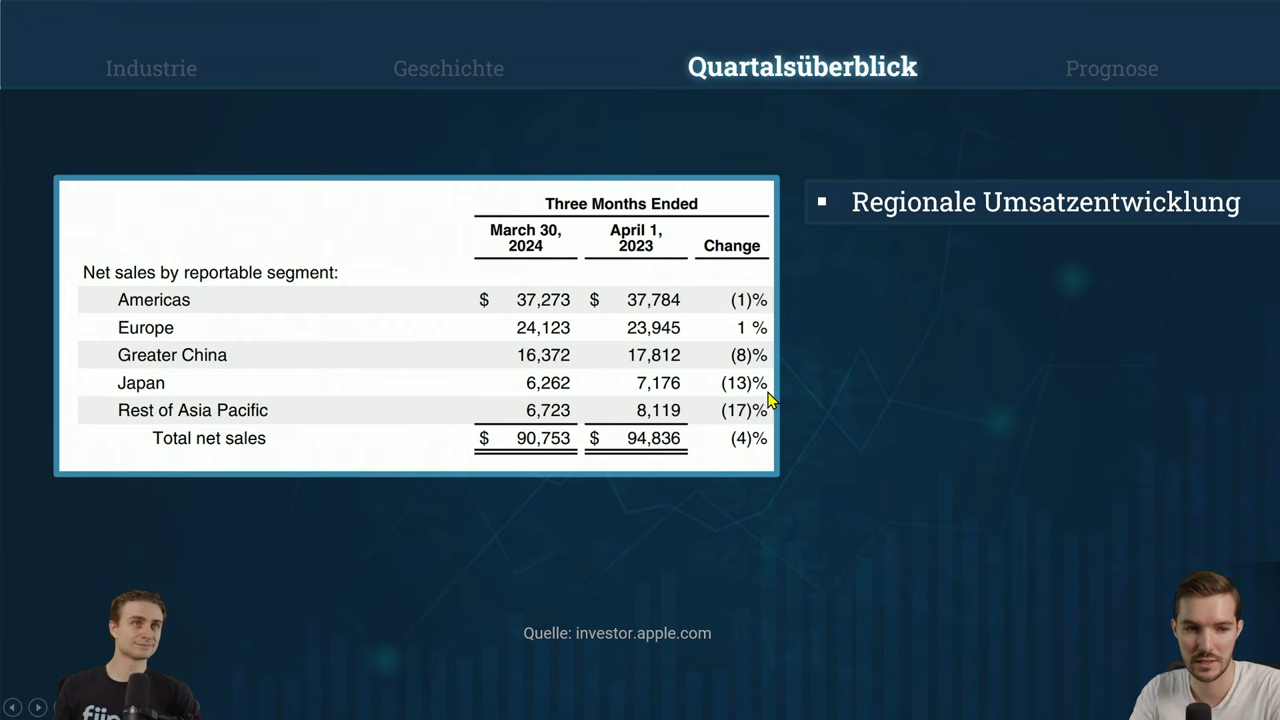 Industrie
Geschichte
Quartalsüberblick
Prognose
Three Months Ended
March 30, 2024
April 1, 2023
Change
Net sales by reportable segment:
Americas $ 37,273 $ 37,784 (1)%
Europe 24,123 23,945 1 %
Greater China 16,372 17,812 (8)%
Japan 6,262 7,176 (13)%
Rest of Asia Pacific 6,723 8,119 (17)%
Total net sales $ 90,753 $ 94,836 (4)%
▪ Regionale Umsatzentwicklung
Quelle: investor.apple.com